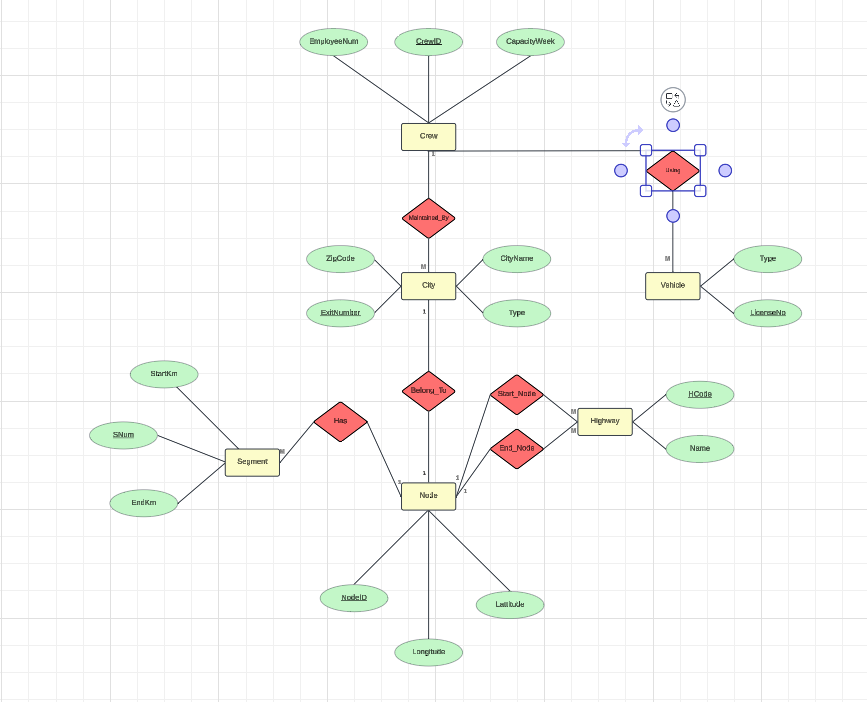 EmployeeNum
CrewID
CapacityWeek
Crew
1
Using
Maintained_By
ZipCode
M
CityName
M
Type
City
Vehicle
ExitNumber
1
Type
LicenseNo
StartKm
Belong_To
Start_Node
HCode
M
Has
Highway
SNum
M
End_Node
Name
M
Segment
1
1
1
1
Node
EndKm
NodeID
Latitude
Longitude